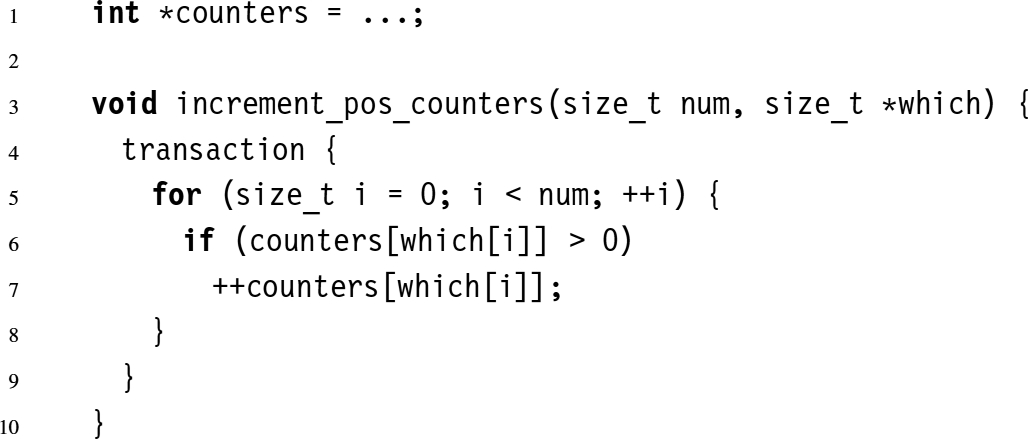 1 int *counters = ...;
2
3 void increment_pos_counters(size_t num, size_t *which) {
4 transaction {
5 for (size_t i = 0; i < num; ++i) {
6 if (counters[which[i]] > 0)
7 ++counters[which[i]];
8 }
9 }
10 }